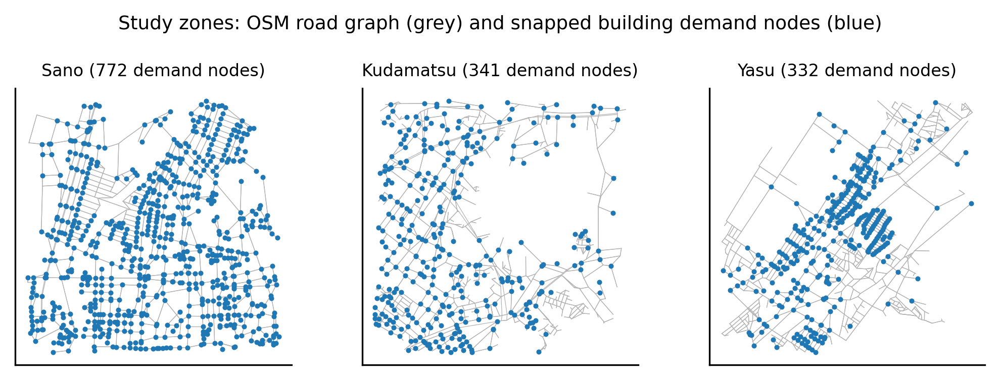 Study zones: OSM road graph (grey) and snapped building demand nodes (blue)
Sano (772 demand nodes)
Kudamatsu (341 demand nodes)
Yasu (332 demand nodes)